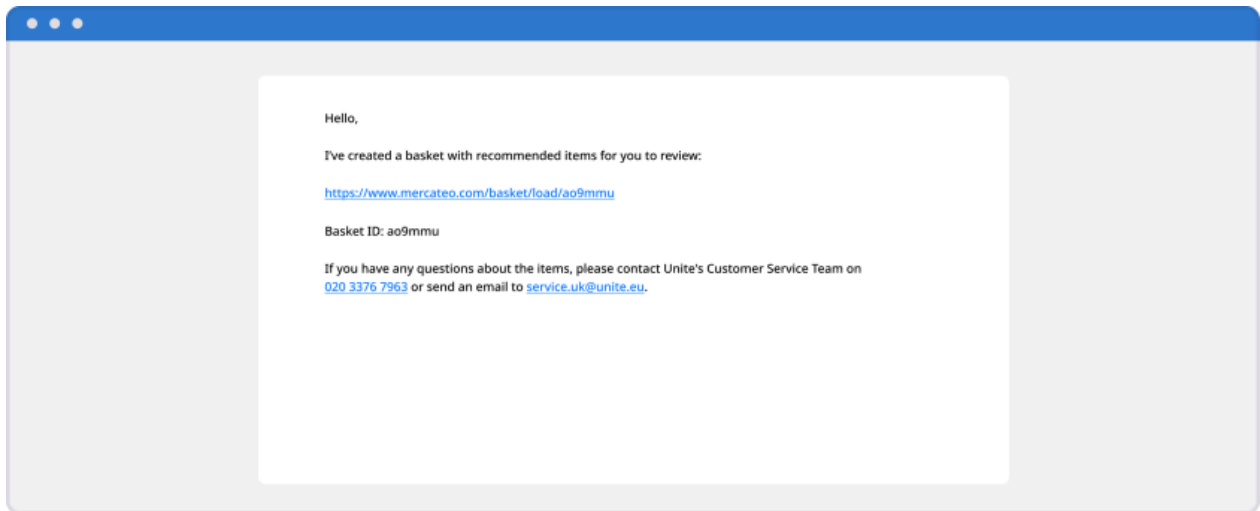 Hello,
I've created a basket with recommended items for you to review:
https://www.mercateo.com/basket/load/ao9mmu
Basket ID: ao9mmu
If you have any questions about the items, please contact Unite's Customer Service Team on
020 3376 7963 or send an email to service.uk@unite.eu.